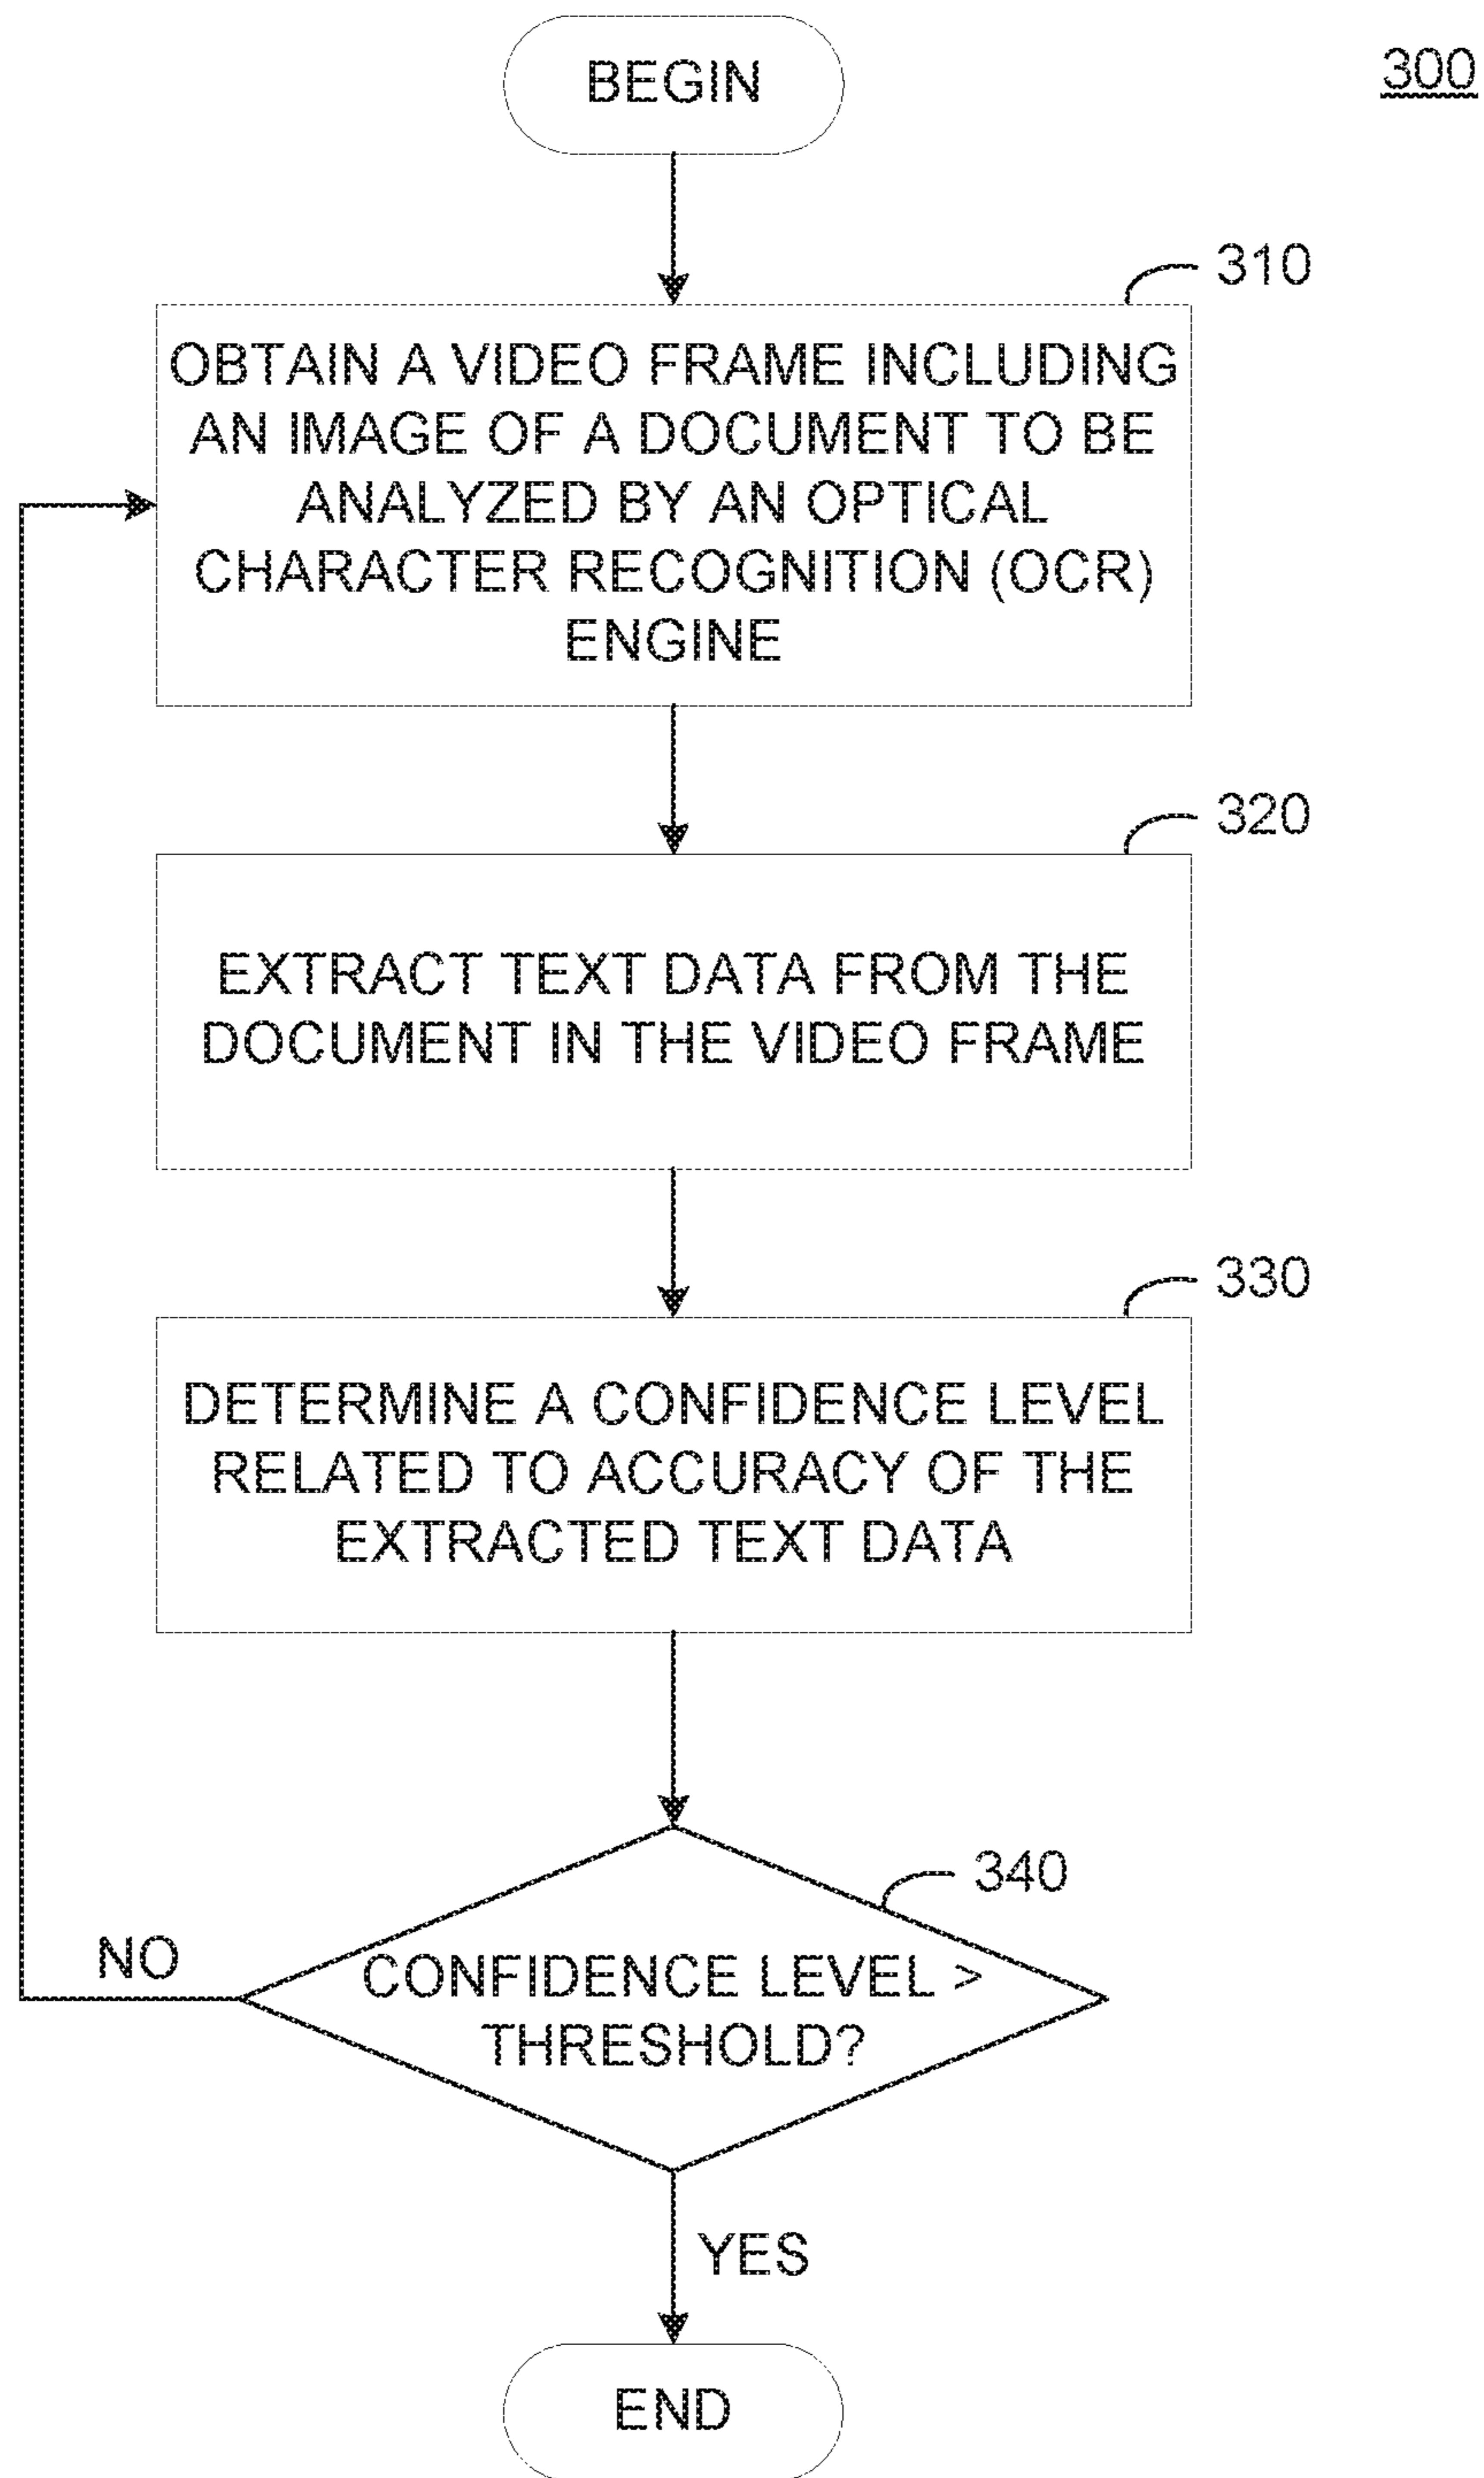 BEGIN
300
310
OBTAIN A VIDEO FRAME INCLUDING
AN IMAGE OF A DOCUMENT TO BE
ANALYZED BY AN OPTICAL
CHARACTER RECOGNITION (OCR)
ENGINE
320
EXTRACT TEXT DATA FROM THE
DOCUMENT IN THE VIDEO FRAME
330
DETERMINE A CONFIDENCE LEVEL
RELATED TO ACCURACY OF THE
EXTRACTED TEXT DATA
340
NO
CONFIDENCE LEVEL >
THRESHOLD?
YES
END